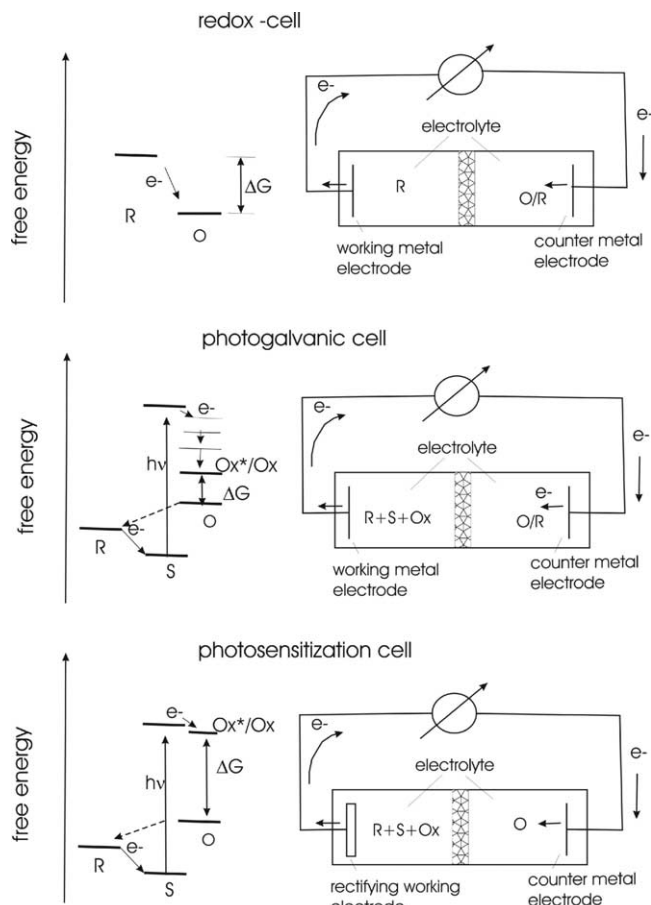 redox -cell
free energy
e-
ΔG
R
O
e-
e-
electrolyte
R
O/R
working metal
electrode
counter metal
electrode
photogalvanic cell
free energy
e-
hν
Ox*/Ox
ΔG
O
R
e-
S
e-
e-
electrolyte
e-
R+S+Ox
O/R
working metal
electrode
counter metal
electrode
photosensitization cell
free energy
e-
Ox*/Ox
hν
ΔG
O
R
e-
S
e-
e-
electrolyte
R+S+Ox
O
rectifying working
electrode
counter metal
electrode